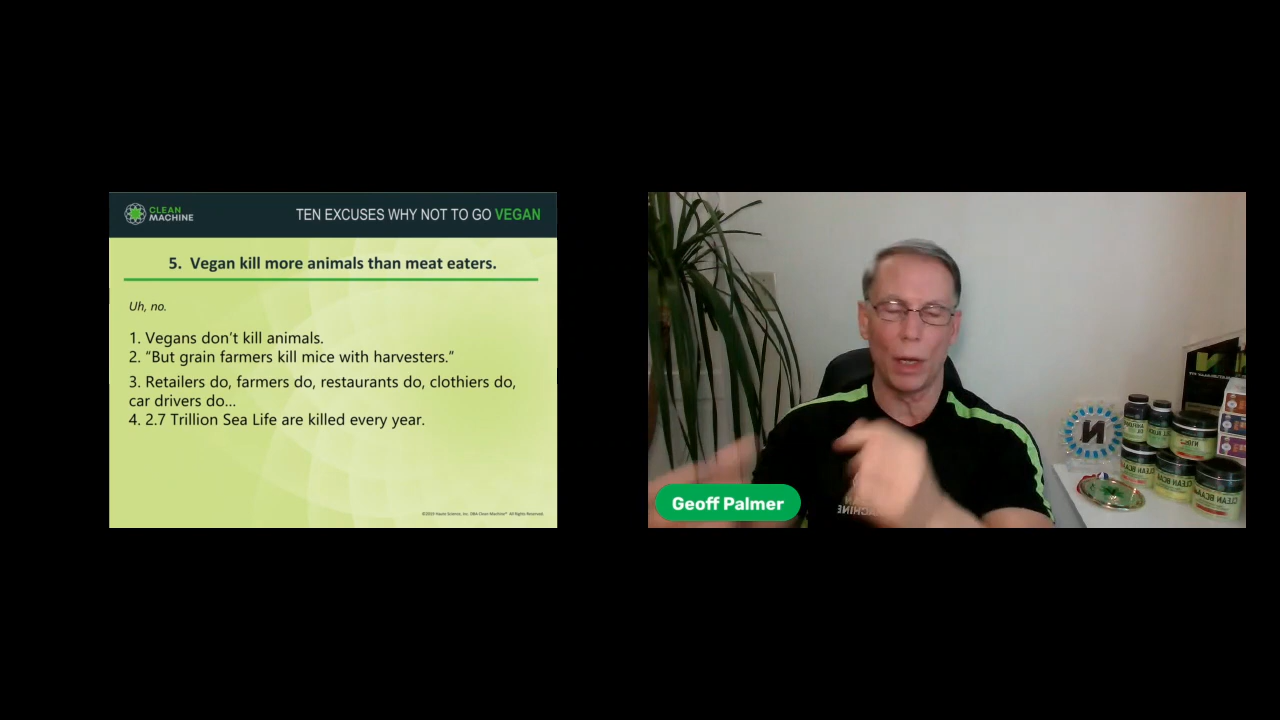 CLEAN
MACHINE
TEN EXCUSES WHY NOT TO GO VEGAN
5. Vegan kill more animals than meat eaters.
Uh, no.
1. Vegans don't kill animals.
2. "But grain farmers kill mice with harvesters."
3. Retailers do, farmers do, restaurants do, clothiers do,
car drivers do...
4. 2.7 Trillion Sea Life are killed every year.
Geoff Palmer